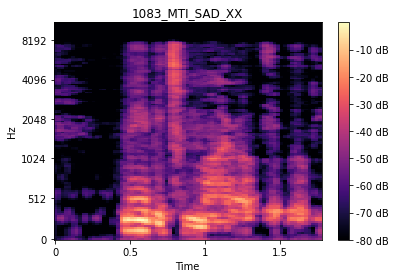 1083_MTI_SAD_XX
Hz
8192
4096
2048
1024
512
0
0
0.5
1
1.5
Time
-10 dB
-20 dB
-30 dB
-40 dB
-50 dB
-60 dB
-70 dB
-80 dB